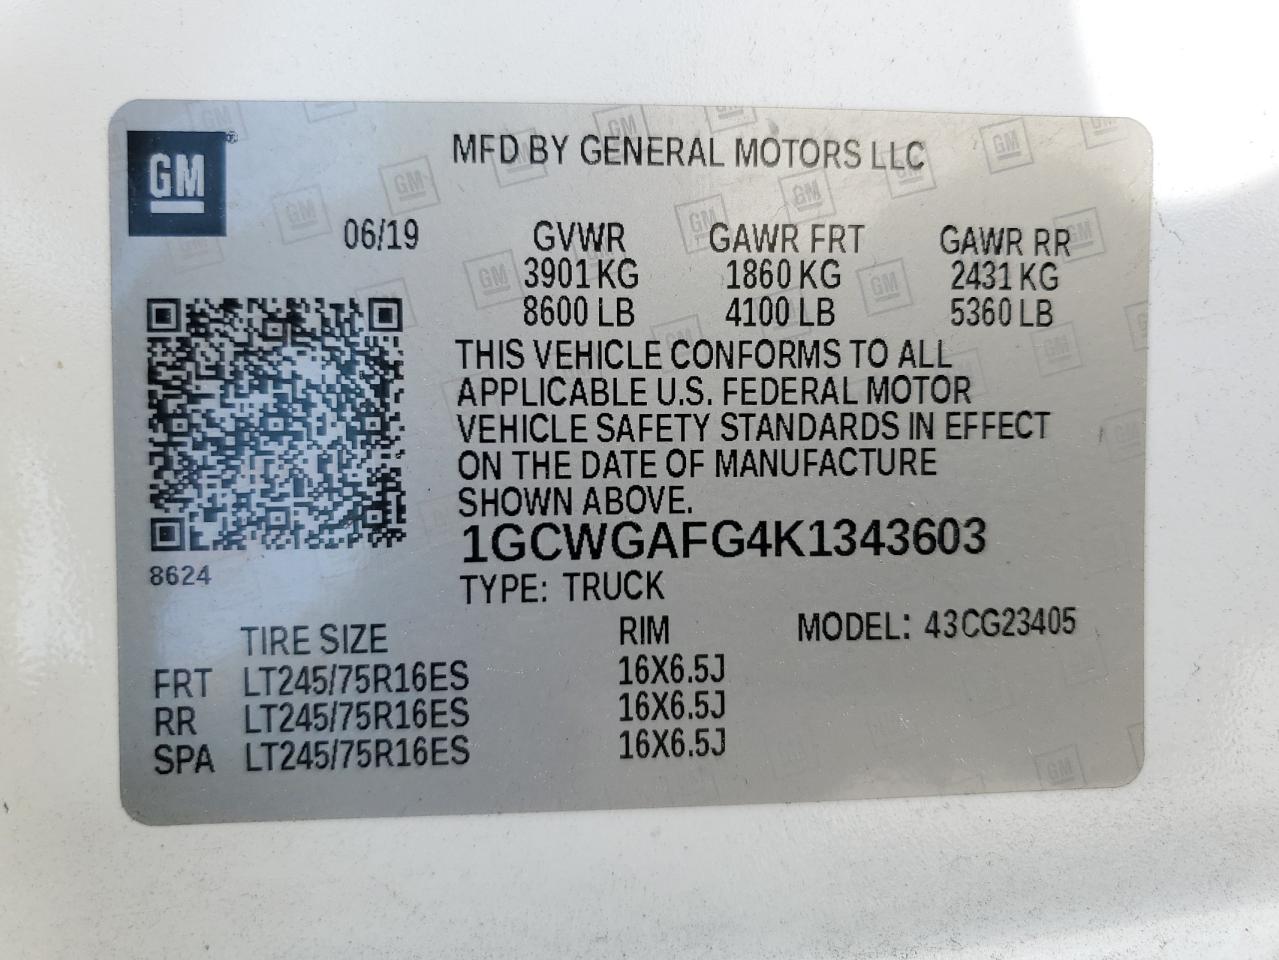 GM®
MFD BY GENERAL MOTORS LLC
06/19 GVWR GAWR FRT GAWR RR
3901 KG 1860 KG 2431 KG
8600 LB 4100 LB 5360 LB
THIS VEHICLE CONFORMS TO ALL
APPLICABLE U.S. FEDERAL MOTOR
VEHICLE SAFETY STANDARDS IN EFFECT
ON THE DATE OF MANUFACTURE
SHOWN ABOVE.
1GCWGAFG4K1343603
8624
TYPE: TRUCK
TIRE SIZE RIM MODEL: 43CG23405
FRT LT245/75R16ES 16X6.5J
RR LT245/75R16ES 16X6.5J
SPA LT245/75R16ES 16X6.5J